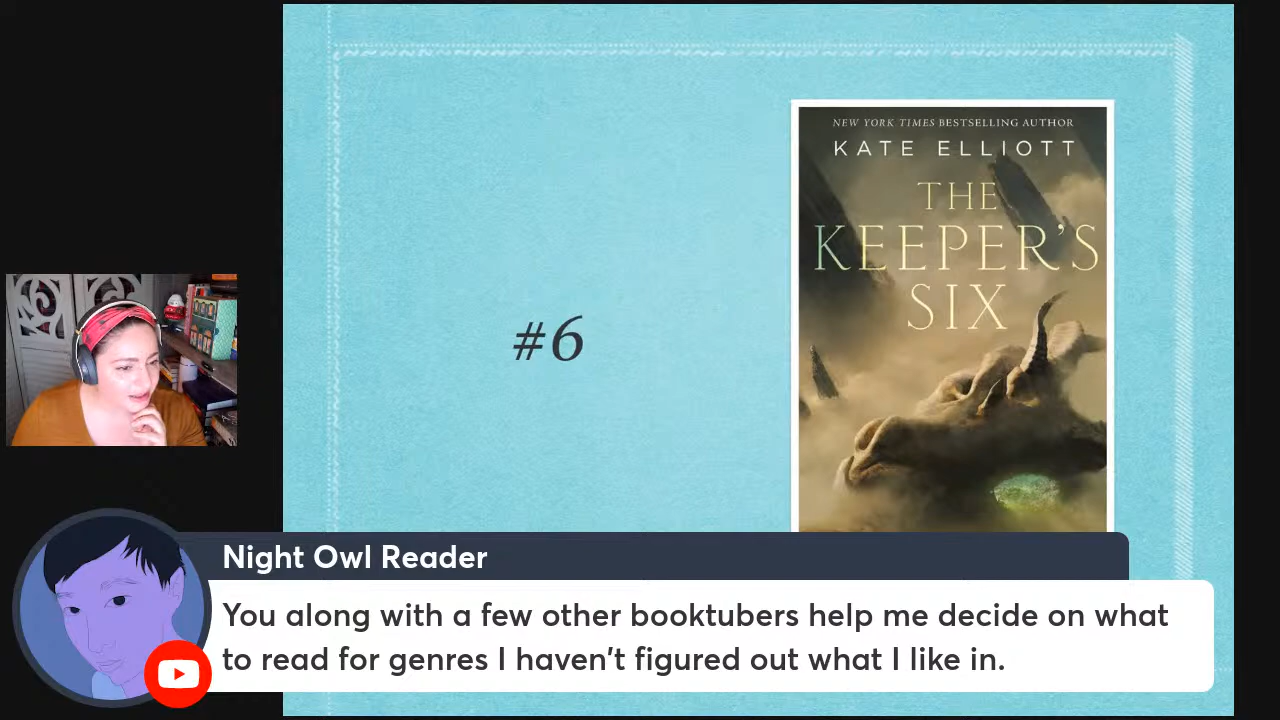 NEW YORK TIMES BESTSELLING AUTHOR
KATE ELLIOTT
THE
KEEPER'S
SIX
#6
Night Owl Reader
You along with a few other booktubers help me decide on what
to read for genres I haven't figured out what I like in.